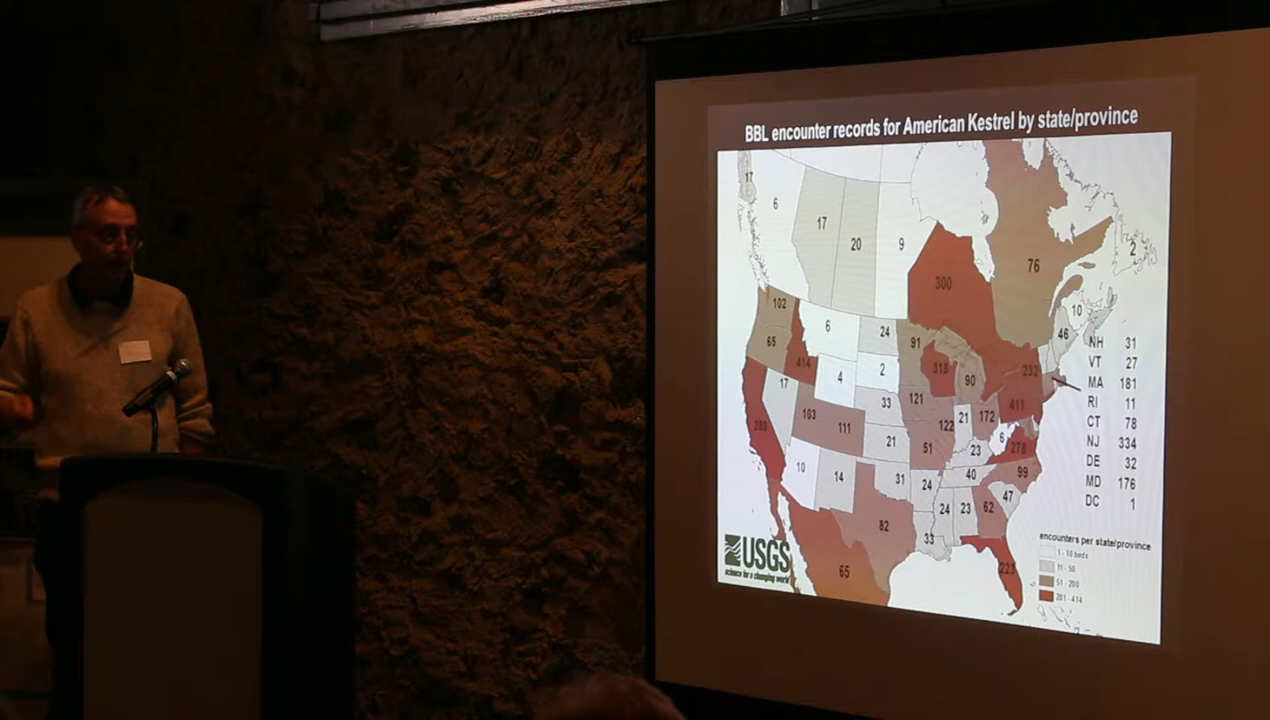 BBL encounter records for American Kestrel by state/province
17
6
17
20
9
300
76
2
10
46
102
65
414
6
24
91
318
90
232
2
4
17
33
121
103
111
122
21
172
411
289
21
51
23
6
278
10
14
31
24
40
99
24
23
62
47
82
33
65
223
NH 31
VT 27
MA 181
RI 11
CT 78
NJ 334
DE 32
MD 176
DC 1
USGS
science for a changing world
encounters per state/province
1 - 10 birds
11 - 50
51 - 200
201 - 414